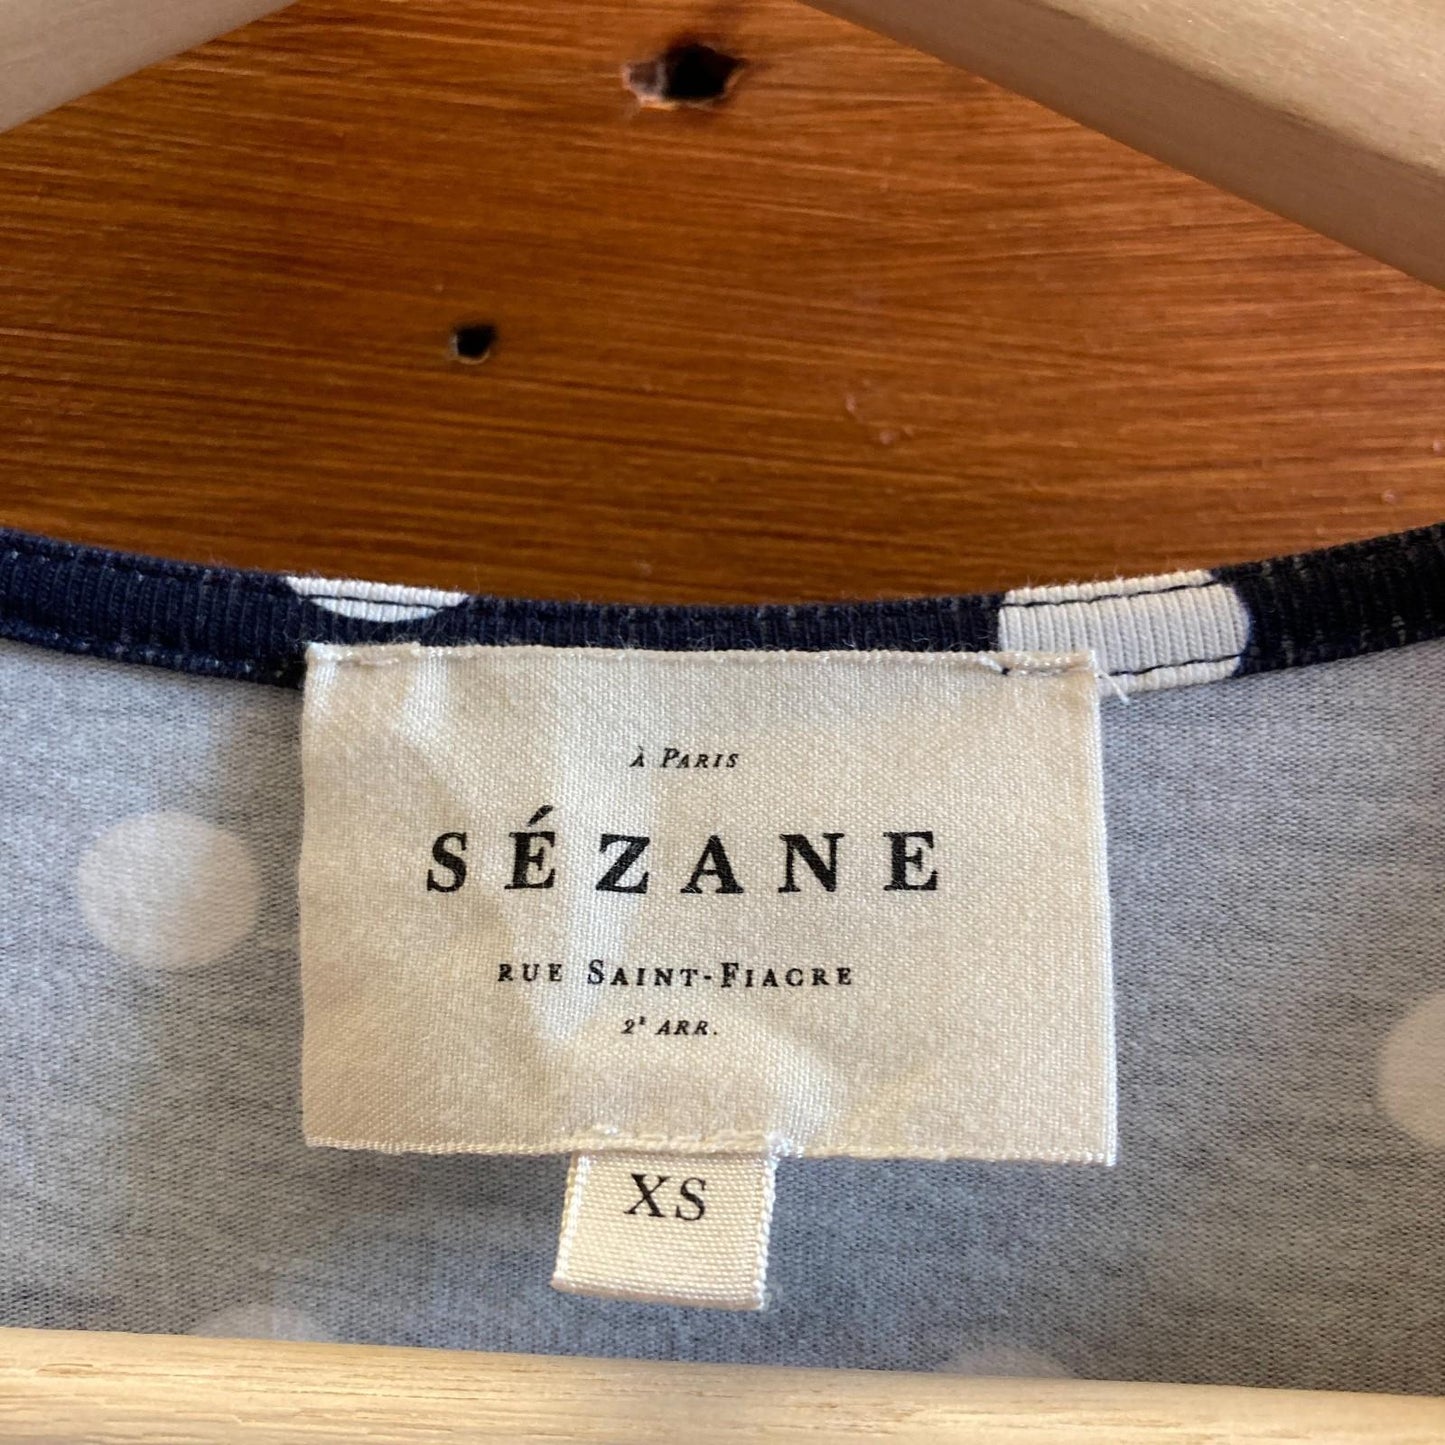 À PARIS
SÉZANE
RUE SAINT-FIACRE
2ᵉ ARR.
XS